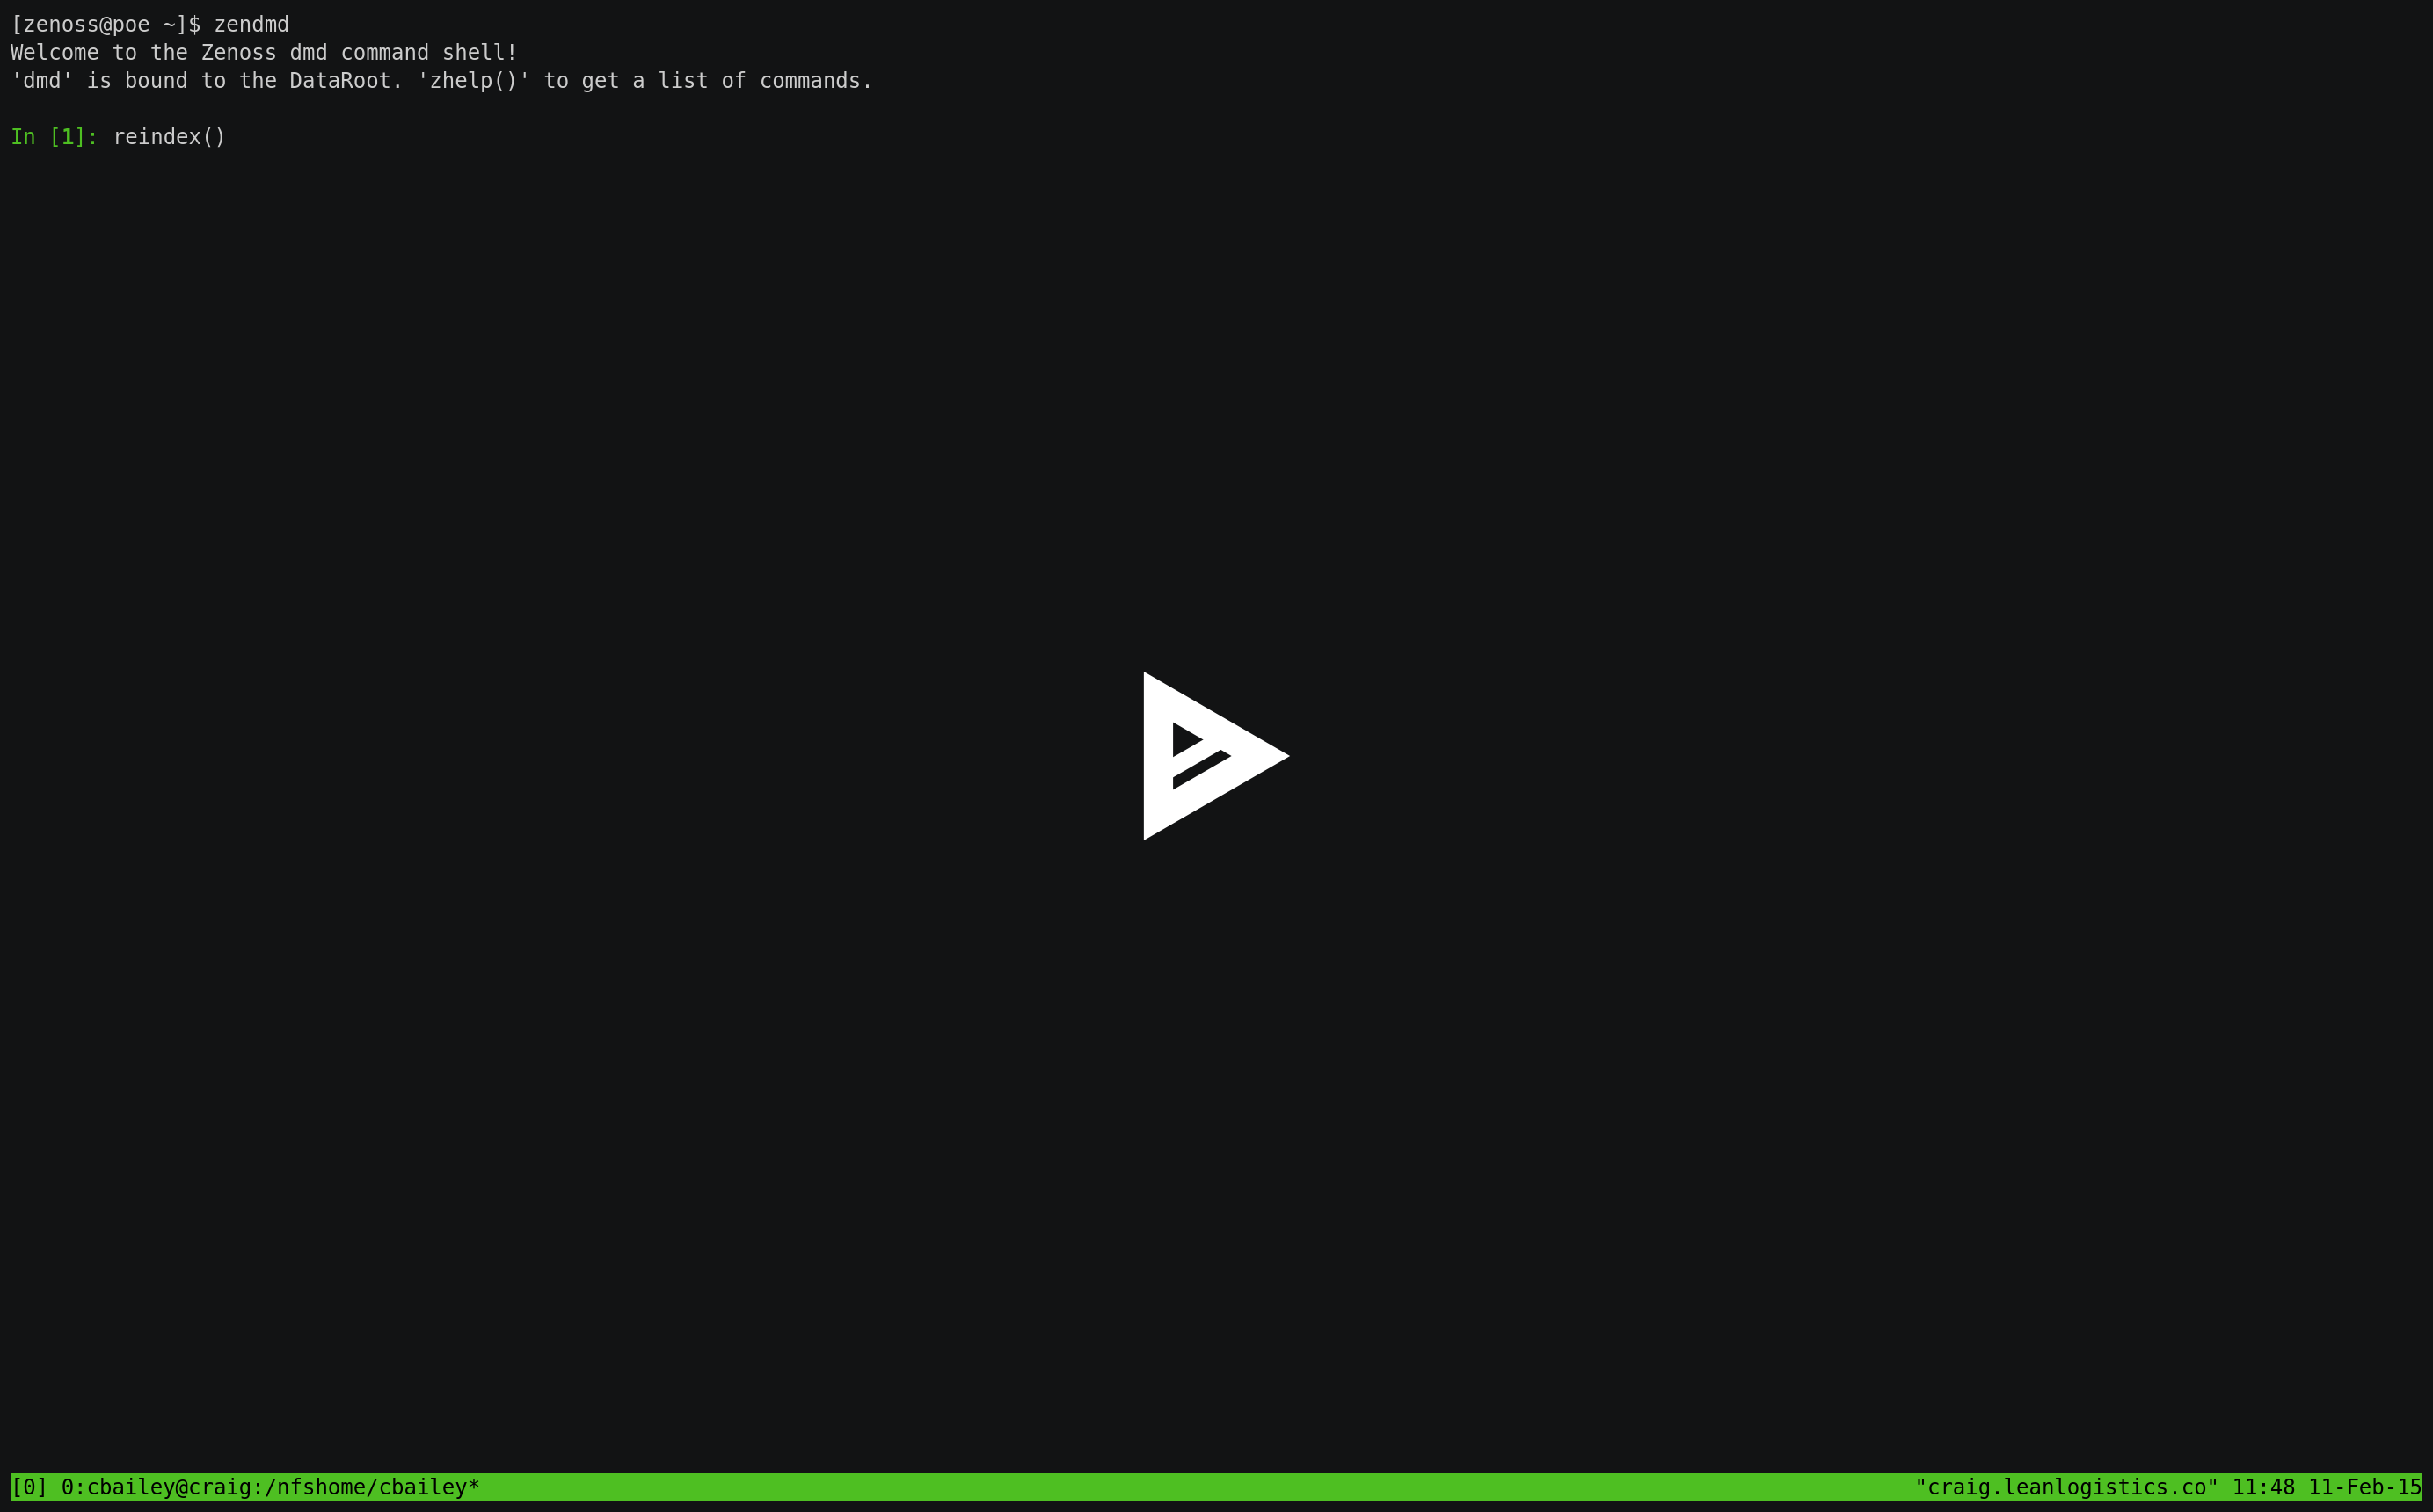 [zenoss@poe ~]$ zendmd
Welcome to the Zenoss dmd command shell!
'dmd' is bound to the DataRoot. 'zhelp()' to get a list of commands.
In [1]: reindex()
[0] 0:cbailey@craig:/nfshome/cbailey* "craig.leanlogistics.co" 11:48 11-Feb-15